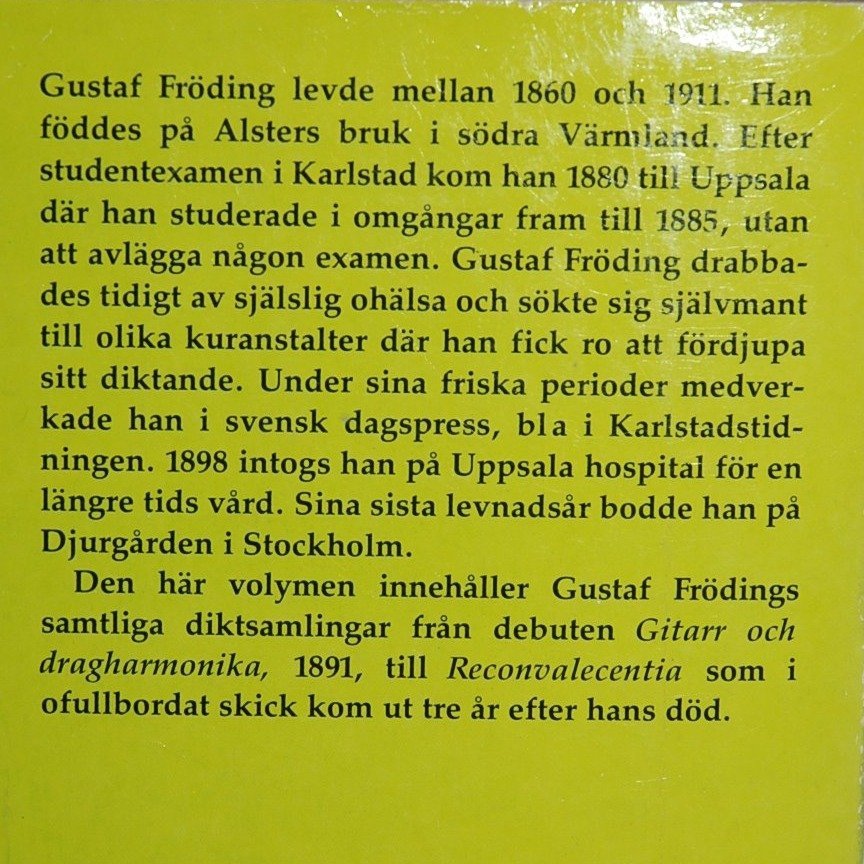 Gustaf Fröding levde mellan 1860 och 1911. Han
föddes på Alsters bruk i södra Värmland. Efter
studentexamen i Karlstad kom han 1880 till Uppsala
där han studerade i omgångar fram till 1885, utan
att avlägga någon examen. Gustaf Fröding drabba-
des tidigt av själslig ohälsa och sökte sig självmant
till olika kuranstalter där han fick ro att fördjupa
sitt diktande. Under sina friska perioder medver-
kade han i svensk dagspress, bl a i Karlstadstid-
ningen. 1898 intogs han på Uppsala hospital för en
längre tids vård. Sina sista levnadsår bodde han på
Djurgården i Stockholm.
Den här volymen innehåller Gustaf Frödings
samtliga diktsamlingar från debuten Gitarr och
dragharmonika, 1891, till Reconvalecentia som i
ofullbordat skick kom ut tre år efter hans död.